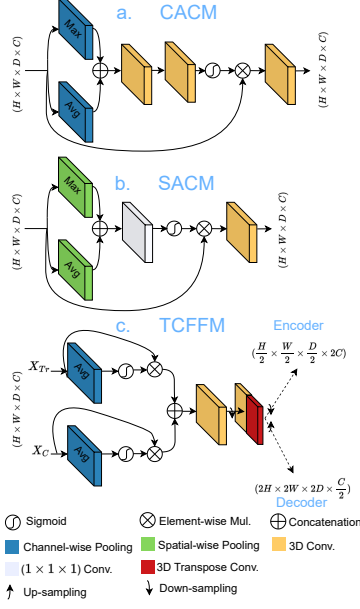 a. CACM
(H × W × D × C)
Max
Avg
(H × W × D × C)
b. SACM
(H × W × D × C)
Max
Avg
(H × W × D × C)
c. TCFFM
Encoder
(H/2 × W/2 × D/2 × 2C)
(H × W × D × C)
X_{Tr}
Avg
X_C
Avg
(2H × 2W × 2D × C/2)
Decoder
Sigmoid
Element-wise Mul.
Concatenation
Channel-wise Pooling
Spatial-wise Pooling
3D Conv.
(1 × 1 × 1) Conv.
3D Transpose Conv.
Up-sampling
Down-sampling